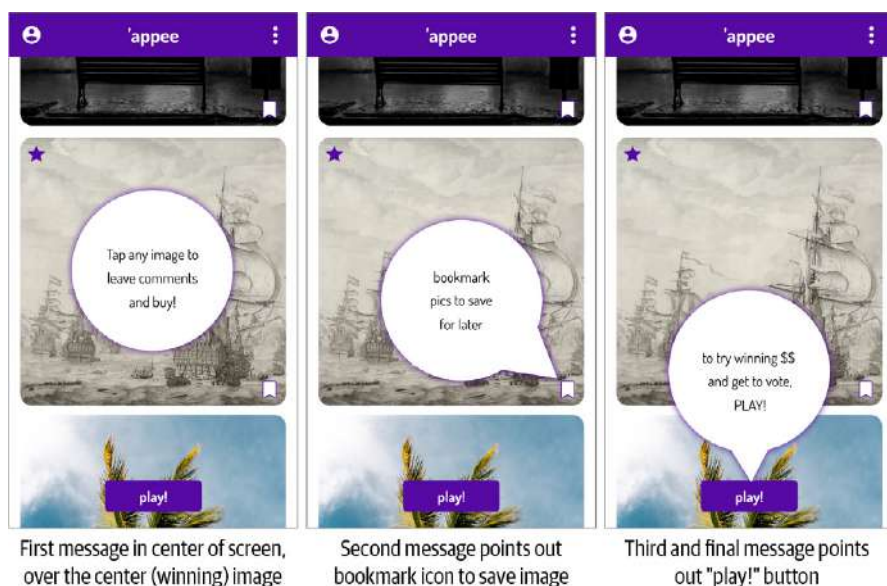 'appee
'appee
'appee
Tap any image to
leave comments
and buy!
bookmark
pics to save
for later
to try winning $$
and get to vote,
PLAY!
play!
play!
play!
First message in center of screen,
over the center (winning) image
Second message points out
bookmark icon to save image
Third and final message points
out "play!" button